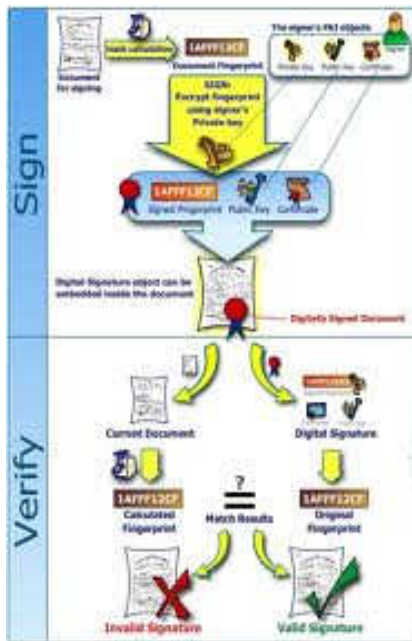 Sign
Document
for signing
Hash calculation
1AFFF12CF
Document Fingerprint
The signer's PKI objects
Private Key
Public Key
Certificate
SIGN:
Encrypt fingerprint
using signer's
Private key
1AFFF12CF
Signed Fingerprint
Public Key
Certificate
Digital Signature object can be
embedded inside the document
Digitally Signed Document
Verify
Current Document
Digital Signature
1AFFF12CF
Calculated
Fingerprint
?
=
Match Results
1AFFF12CF
Original
Fingerprint
Invalid Signature
Valid Signature